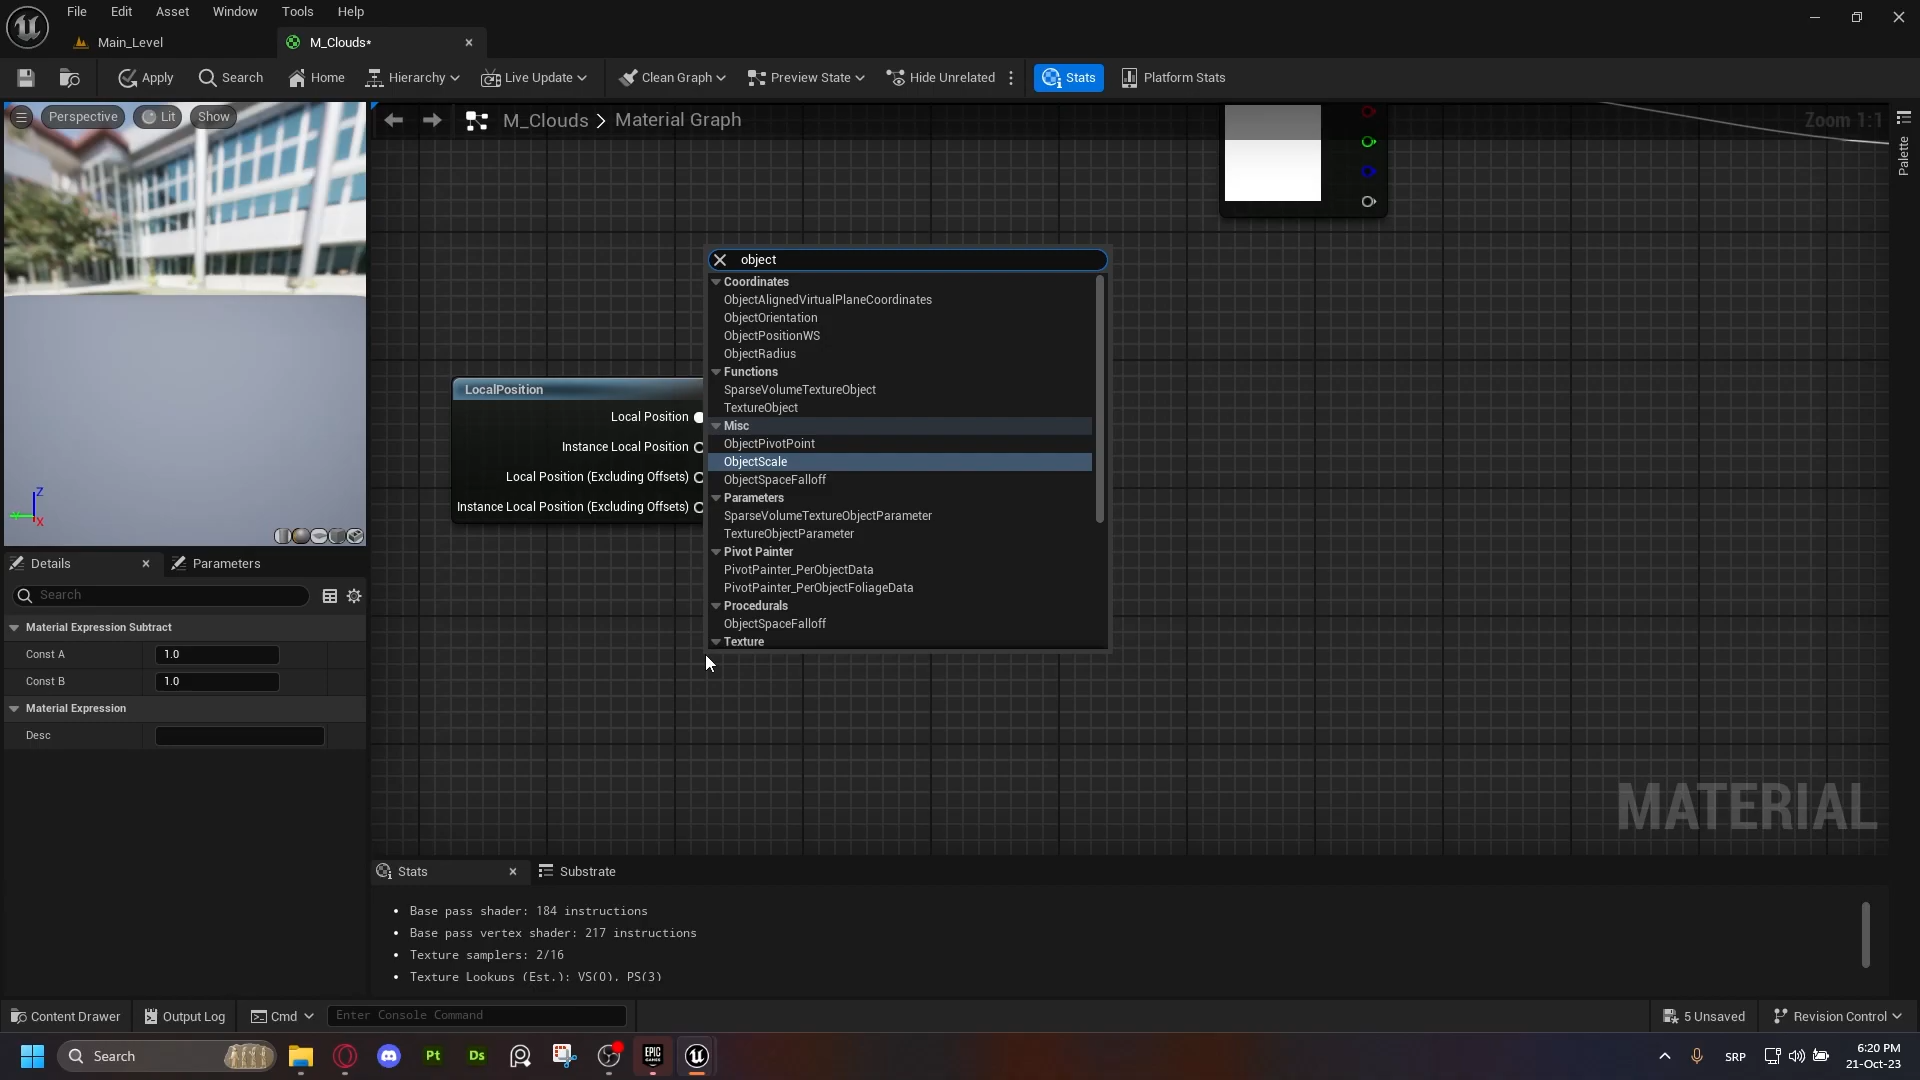 File Edit Asset Window Tools Help
Main_Level M_Clouds*
Apply Search Home Hierarchy Live Update Clean Graph Preview State Hide Unrelated Stats Platform Stats
Perspective Lit Show
M_Clouds > Material Graph
Zoom 1:1
Palette
object
Coordinates
ObjectAlignedVirtualPlaneCoordinates
ObjectOrientation
ObjectPositionWS
ObjectRadius
Functions
SparseVolumeTextureObject
TextureObject
Misc
ObjectPivotPoint
ObjectScale
ObjectSpaceFalloff
Parameters
SparseVolumeTextureObjectParameter
TextureObjectParameter
Pivot Painter
PivotPainter_PerObjectData
PivotPainter_PerObjectFoliageData
Procedurals
ObjectSpaceFalloff
Texture
LocalPosition
Local Position
Instance Local Position
Local Position (Excluding Offsets)
Instance Local Position (Excluding Offsets)
Z
X
Details Parameters
Search
Material Expression Subtract
Const A 1.0
Const B 1.0
Material Expression
Desc
MATERIAL
Stats Substrate
• Base pass shader: 184 instructions
• Base pass vertex shader: 217 instructions
• Texture samplers: 2/16
• Texture Lookups (Est.): VS(0), PS(3)
Content Drawer Output Log Cmd Enter Console Command 5 Unsaved Revision Control
Search Pt Ds EPIC GAMES SRP 6:20 PM
21-Oct-23